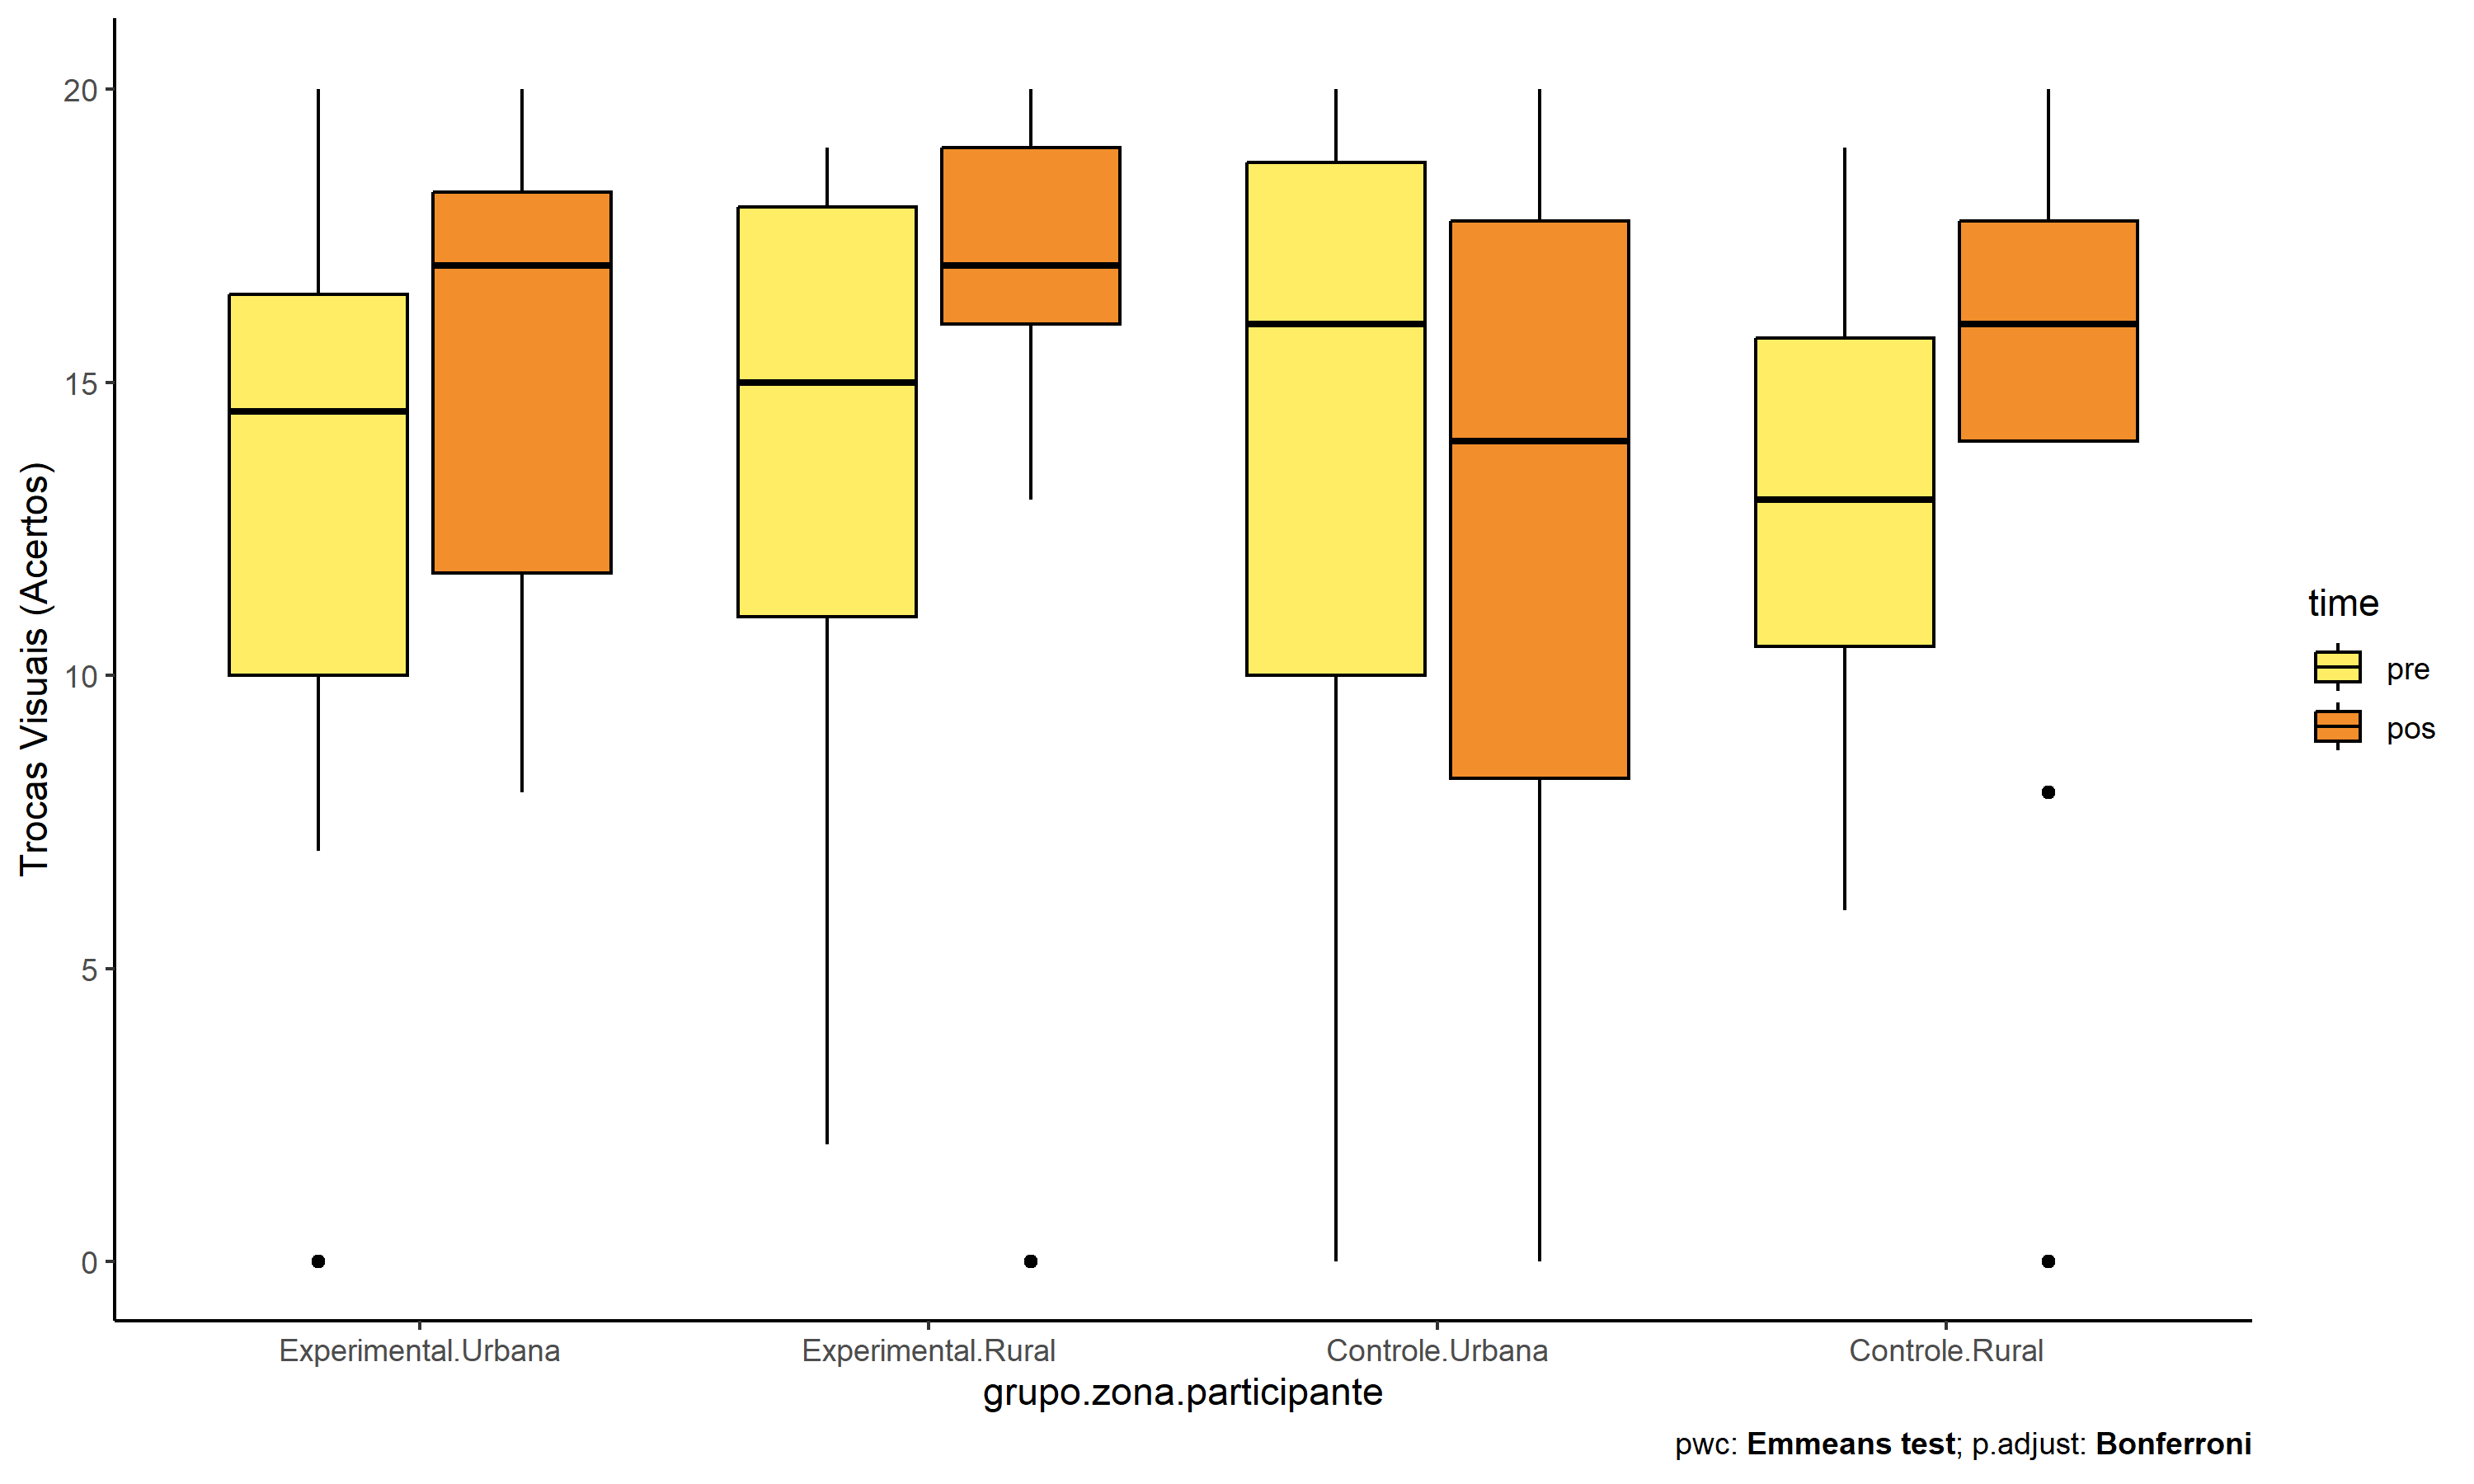 Trocas Visuais (Acertos)
20
15
10
5
0
Experimental.Urbana
Experimental.Rural
Controle.Urbana
Controle.Rural
grupo.zona.participante
pwc: Emmeans test; p.adjust: Bonferroni
time
pre
pos